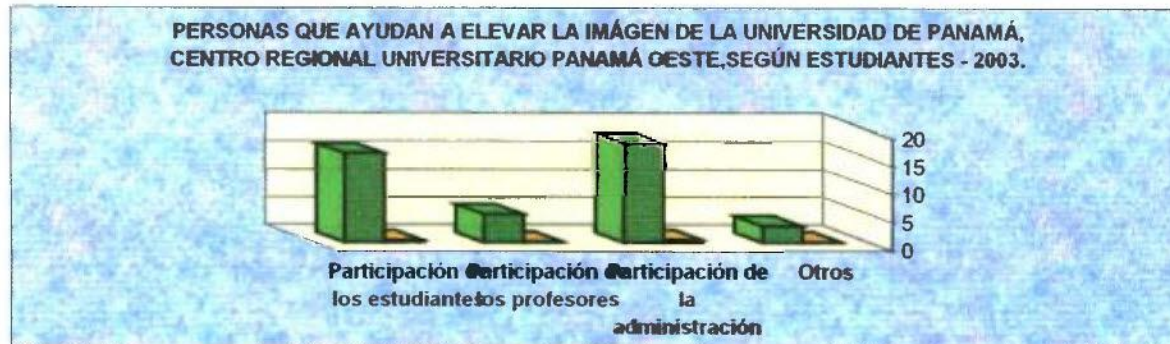 PERSONAS QUE AYUDAN A ELEVAR LA IMÁGEN DE LA UNIVERSIDAD DE PANAMÁ,
CENTRO REGIONAL UNIVERSITARIO PANAMÁ OESTE,SEGÚN ESTUDIANTES - 2003.
20
15
10
5
0
Participación de
los estudiantes
Participación de
los profesores
Participación de
la
administración
Otros